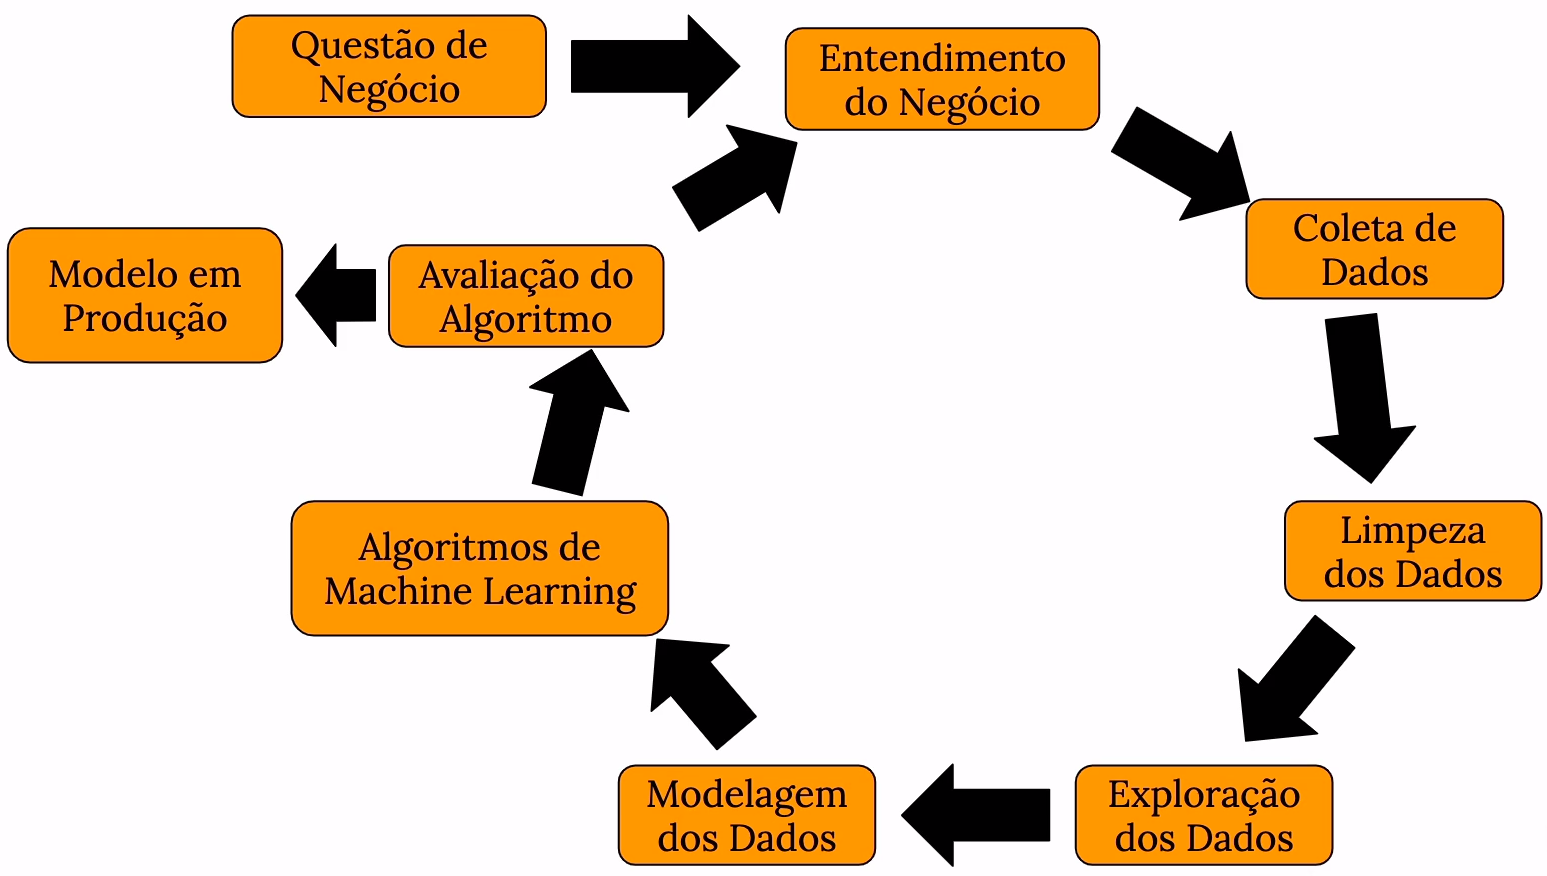 Questão de
Negócio
Entendimento
do Negócio
Coleta de
Dados
Limpeza
dos Dados
Exploração
dos Dados
Modelagem
dos Dados
Algoritmos de
Machine Learning
Avaliação do
Algoritmo
Modelo em
Produção